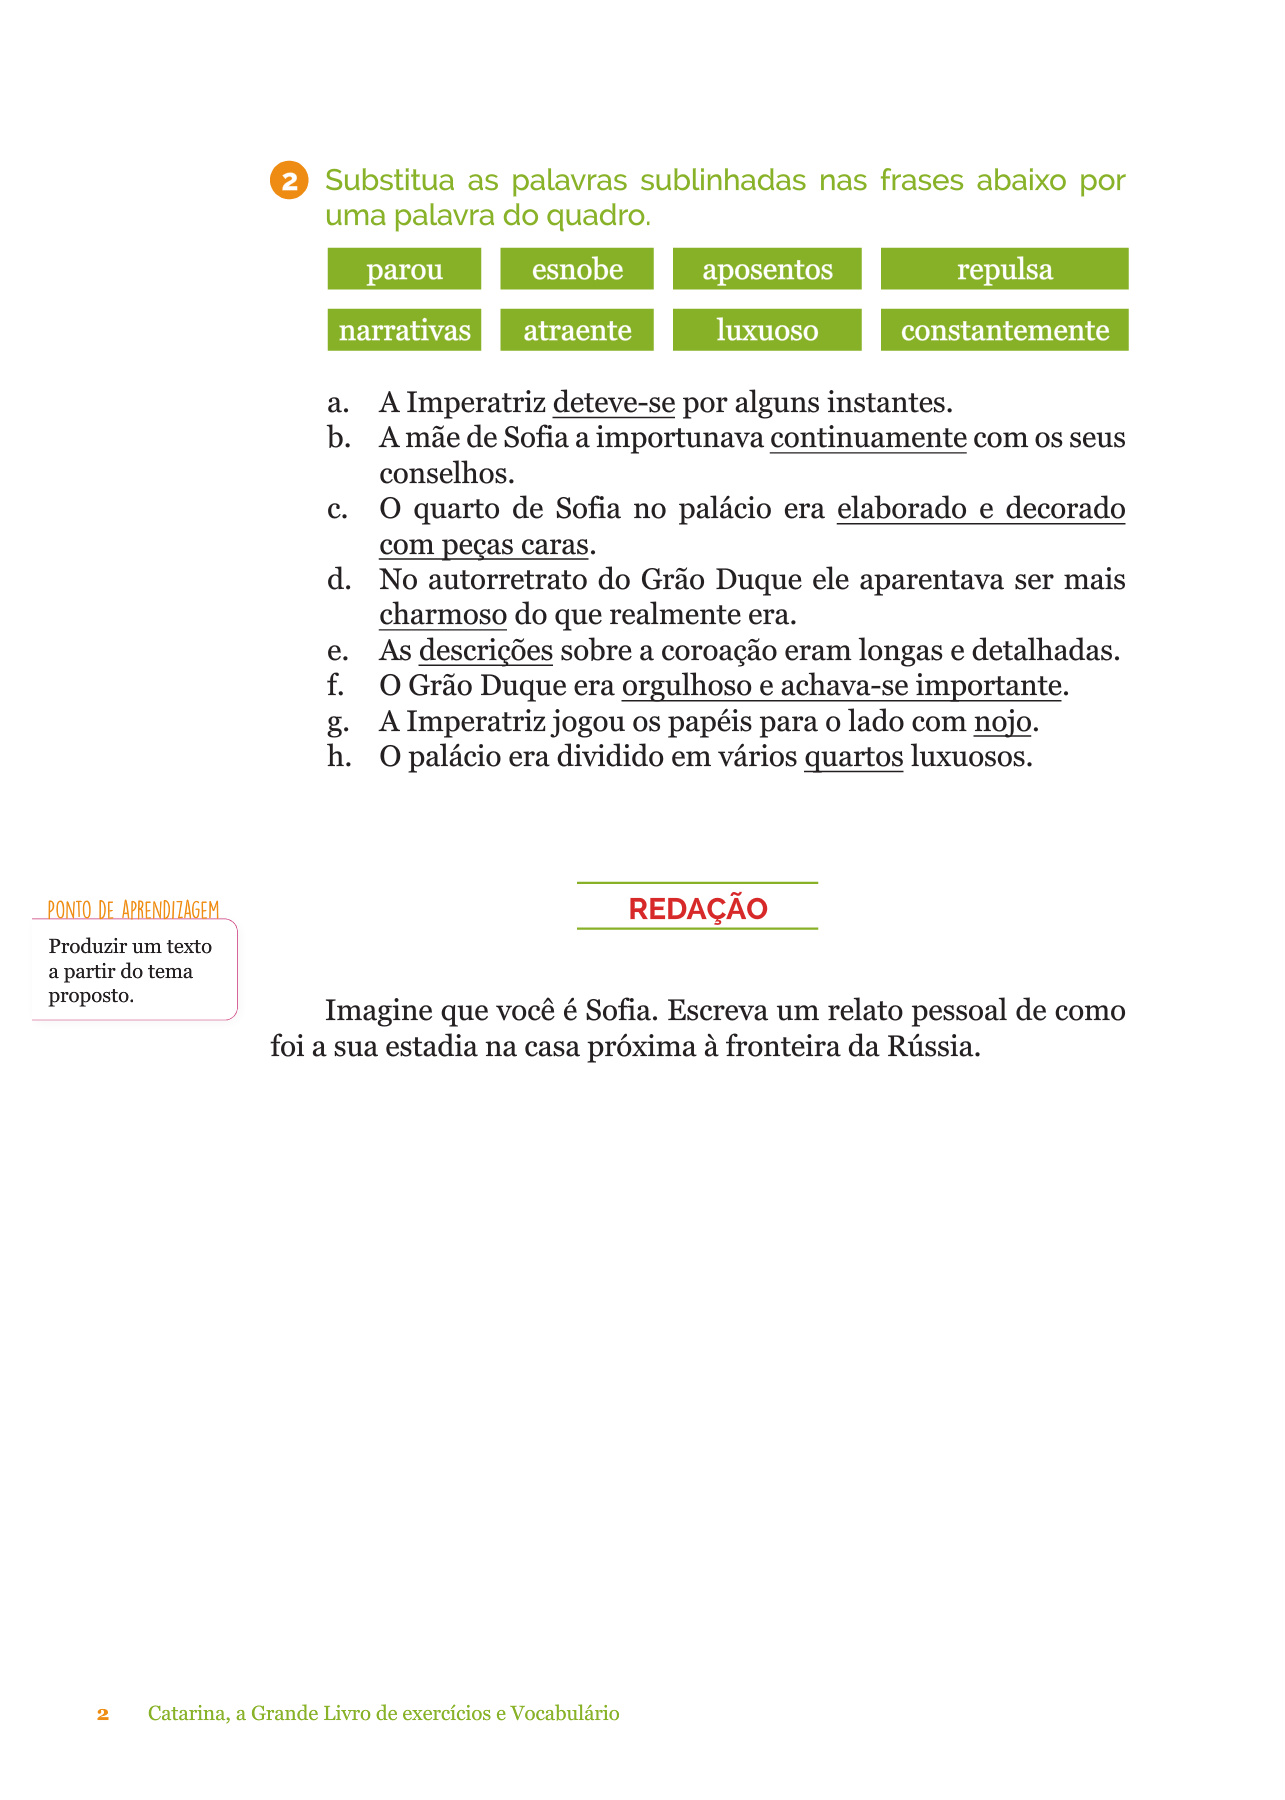 2 Substitua as palavras sublinhadas nas frases abaixo por
uma palavra do quadro.
parou esnobe aposentos repulsa
narrativas atraente luxuoso constantemente
a. A Imperatriz deteve-se por alguns instantes.
b. A mãe de Sofia a importunava continuamente com os seus
conselhos.
c. O quarto de Sofia no palácio era elaborado e decorado
com peças caras.
d. No autorretrato do Grão Duque ele aparentava ser mais
charmoso do que realmente era.
e. As descrições sobre a coroação eram longas e detalhadas.
f. O Grão Duque era orgulhoso e achava-se importante.
g. A Imperatriz jogou os papéis para o lado com nojo.
h. O palácio era dividido em vários quartos luxuosos.
REDAÇÃO
PONTO DE APRENDIZAGEM
Produzir um texto
a partir do tema
proposto.
Imagine que você é Sofia. Escreva um relato pessoal de como
foi a sua estadia na casa próxima à fronteira da Rússia.
2 Catarina, a Grande Livro de exercícios e Vocabulário